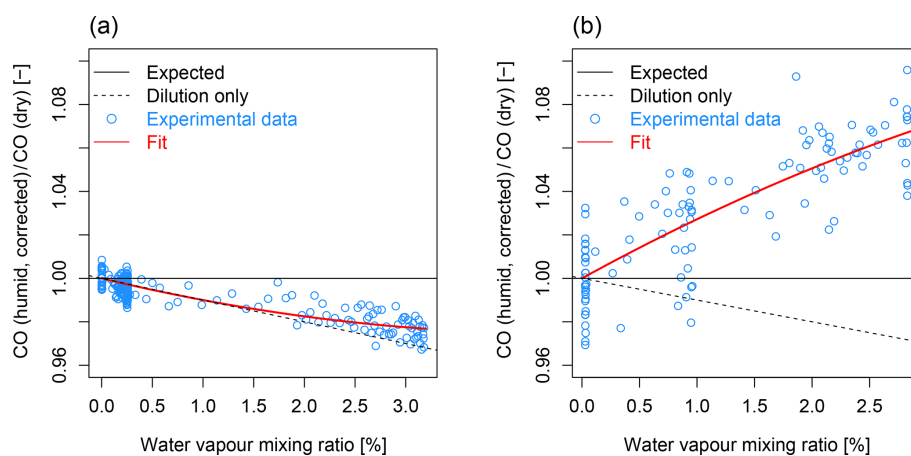 (a)
CO (humid, corrected)/CO (dry) [−]
0.96 1.00 1.04 1.08
Expected
Dilution only
Experimental data
Fit
0.0 0.5 1.0 1.5 2.0 2.5 3.0
Water vapour mixing ratio [%]
(b)
CO (humid, corrected)/CO (dry) [−]
0.96 1.00 1.04 1.08
Expected
Dilution only
Experimental data
Fit
0.0 0.5 1.0 1.5 2.0 2.5
Water vapour mixing ratio [%]